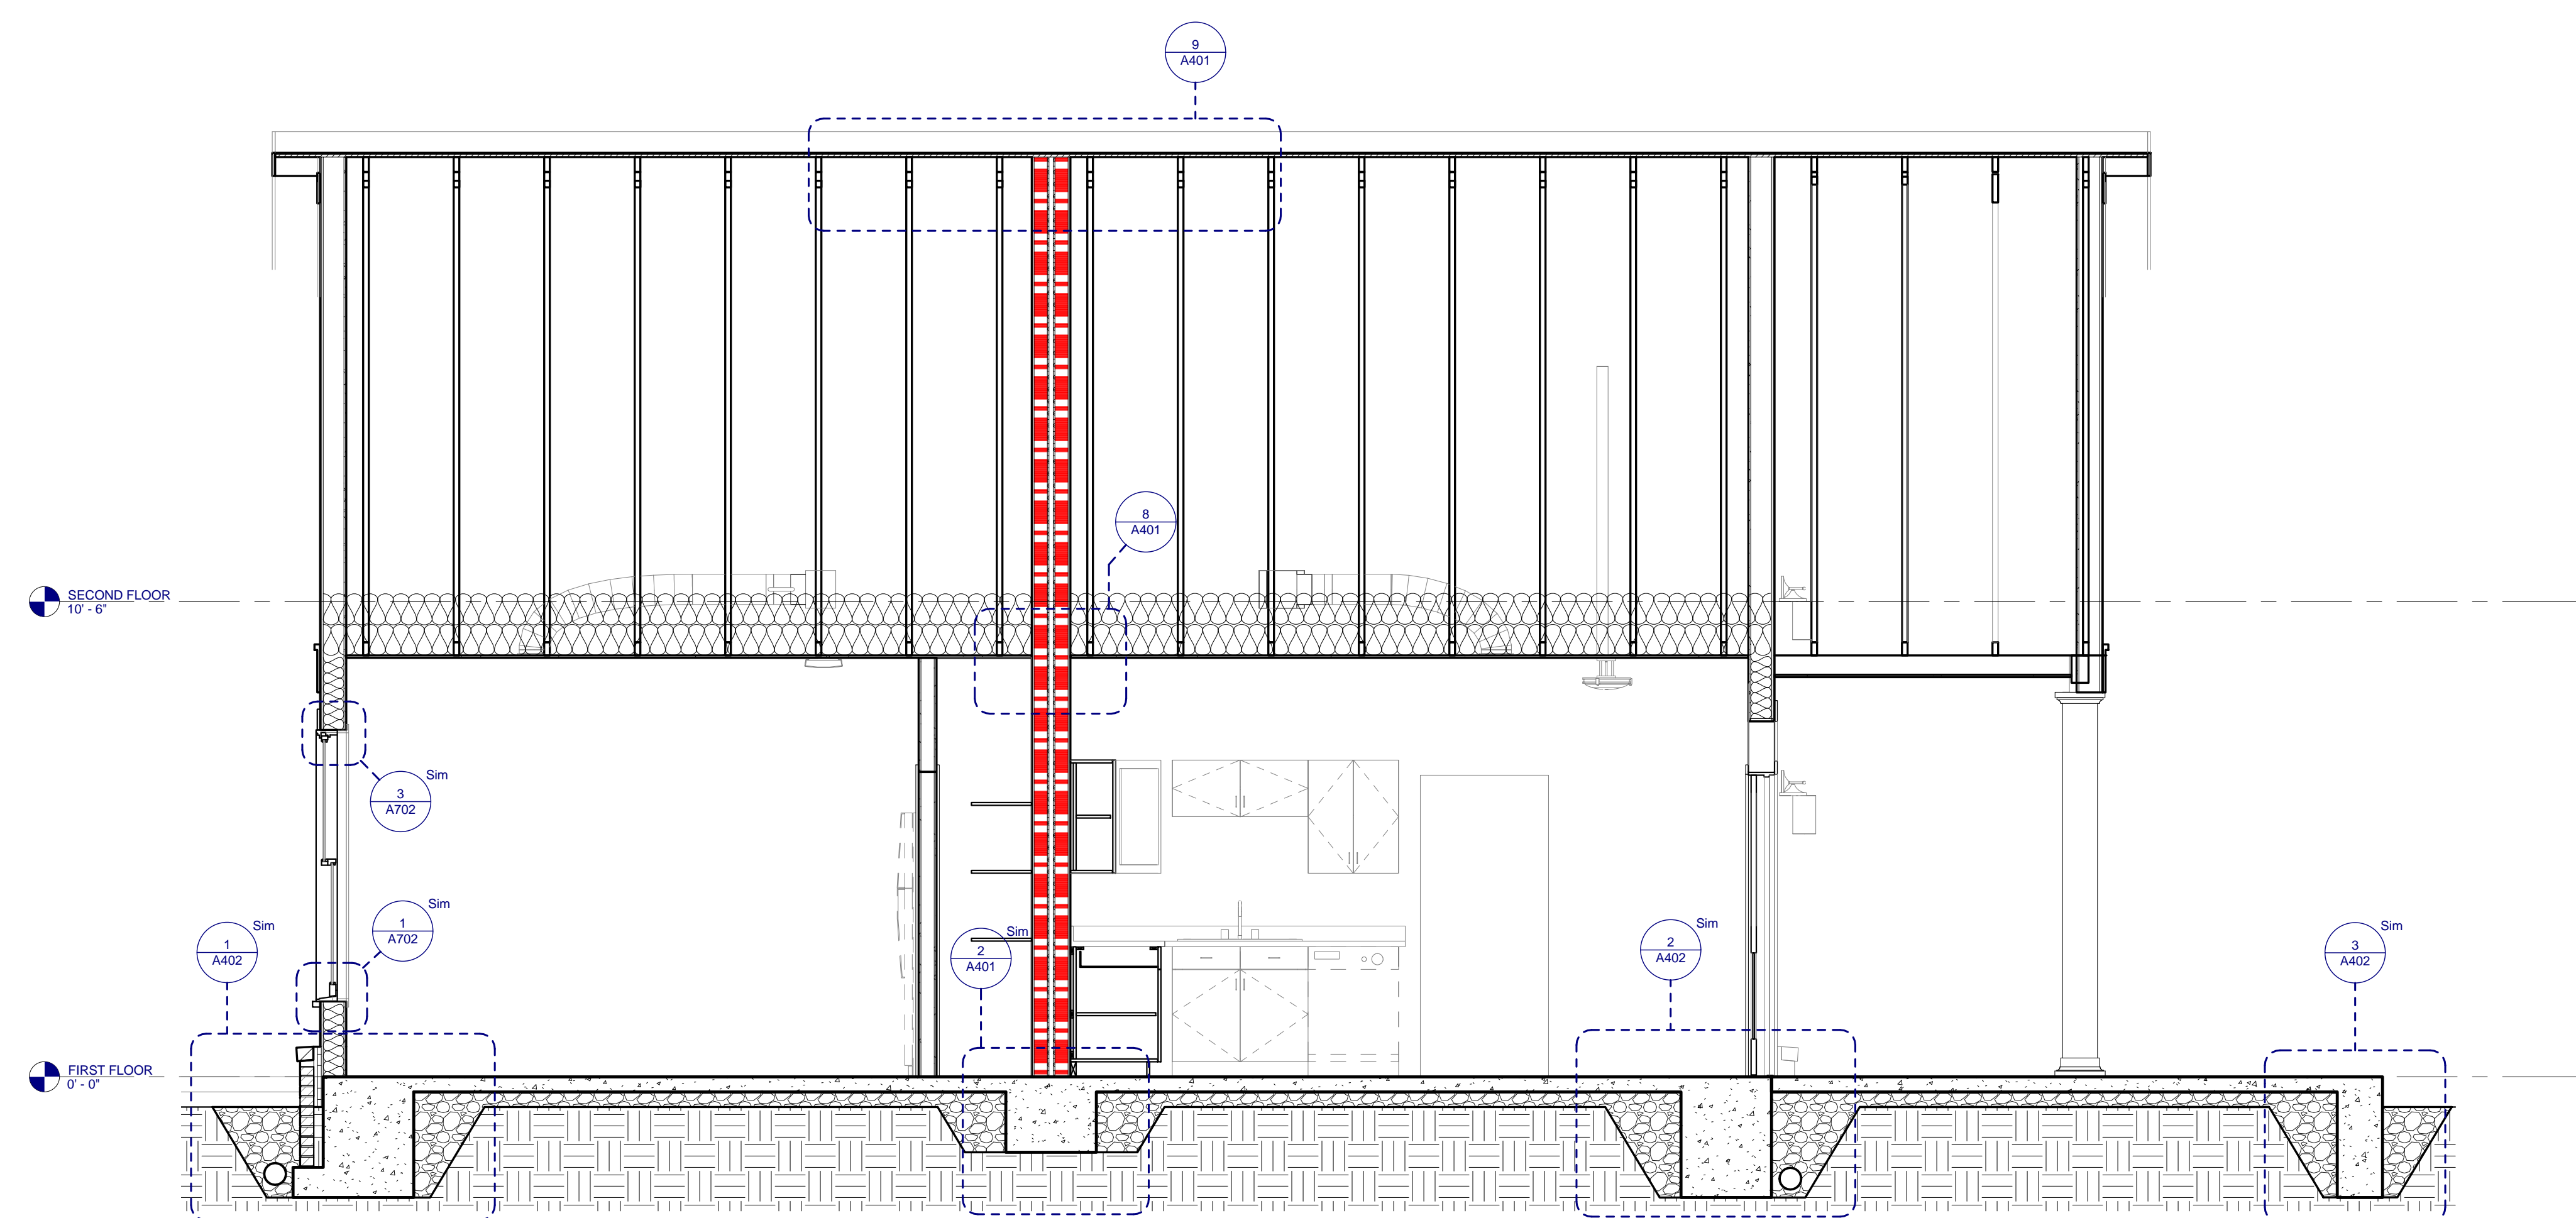 9
A401
8
A401
SECOND FLOOR
10' - 6"
Sim
3
A702
Sim
1
A702
Sim
1
A402
Sim
2
A401
Sim
2
A402
Sim
3
A402
FIRST FLOOR
0' - 0"